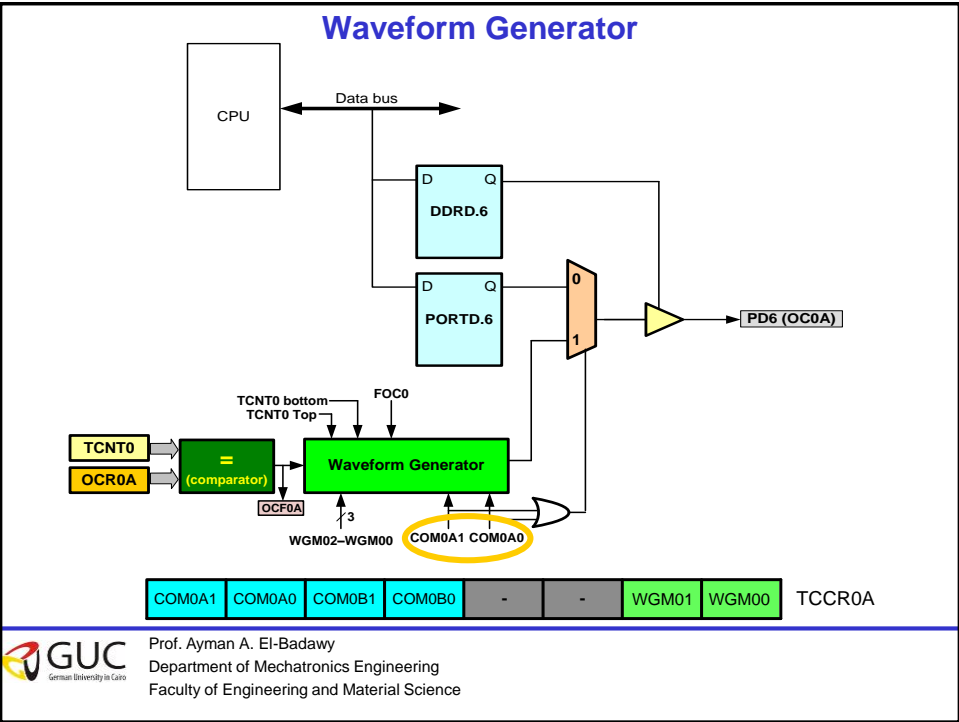 Waveform Generator
CPU
Data bus
D Q
DDRD.6
D Q
PORTD.6
0
1
PD6 (OC0A)
FOC0
TCNT0 bottom
TCNT0 Top
TCNT0
OCR0A
=
(comparator)
OCF0A
Waveform Generator
3
WGM02–WGM00
COM0A1 COM0A0
COM0A1 COM0A0 COM0B1 COM0B0 - - WGM01 WGM00 TCCR0A
GUC
German University in Cairo
Prof. Ayman A. El-Badawy
Department of Mechatronics Engineering
Faculty of Engineering and Material Science